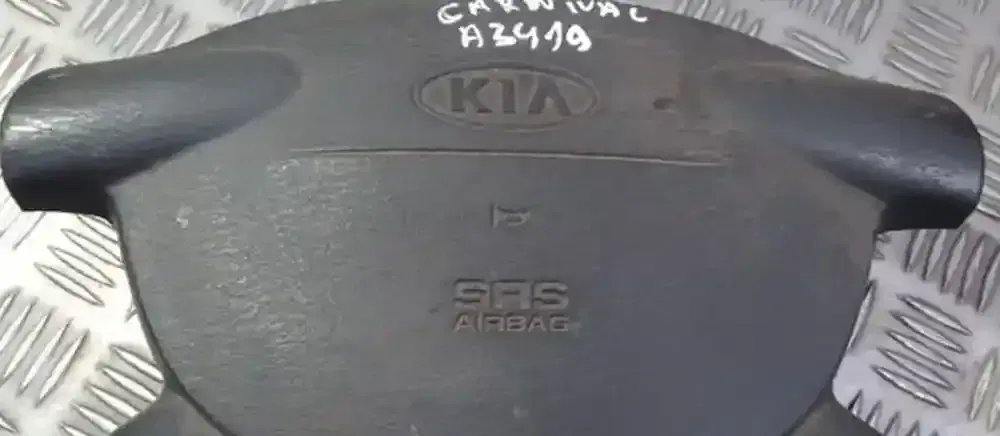 CARNIVAL
A3419
KIA
SRS
AIRBAG